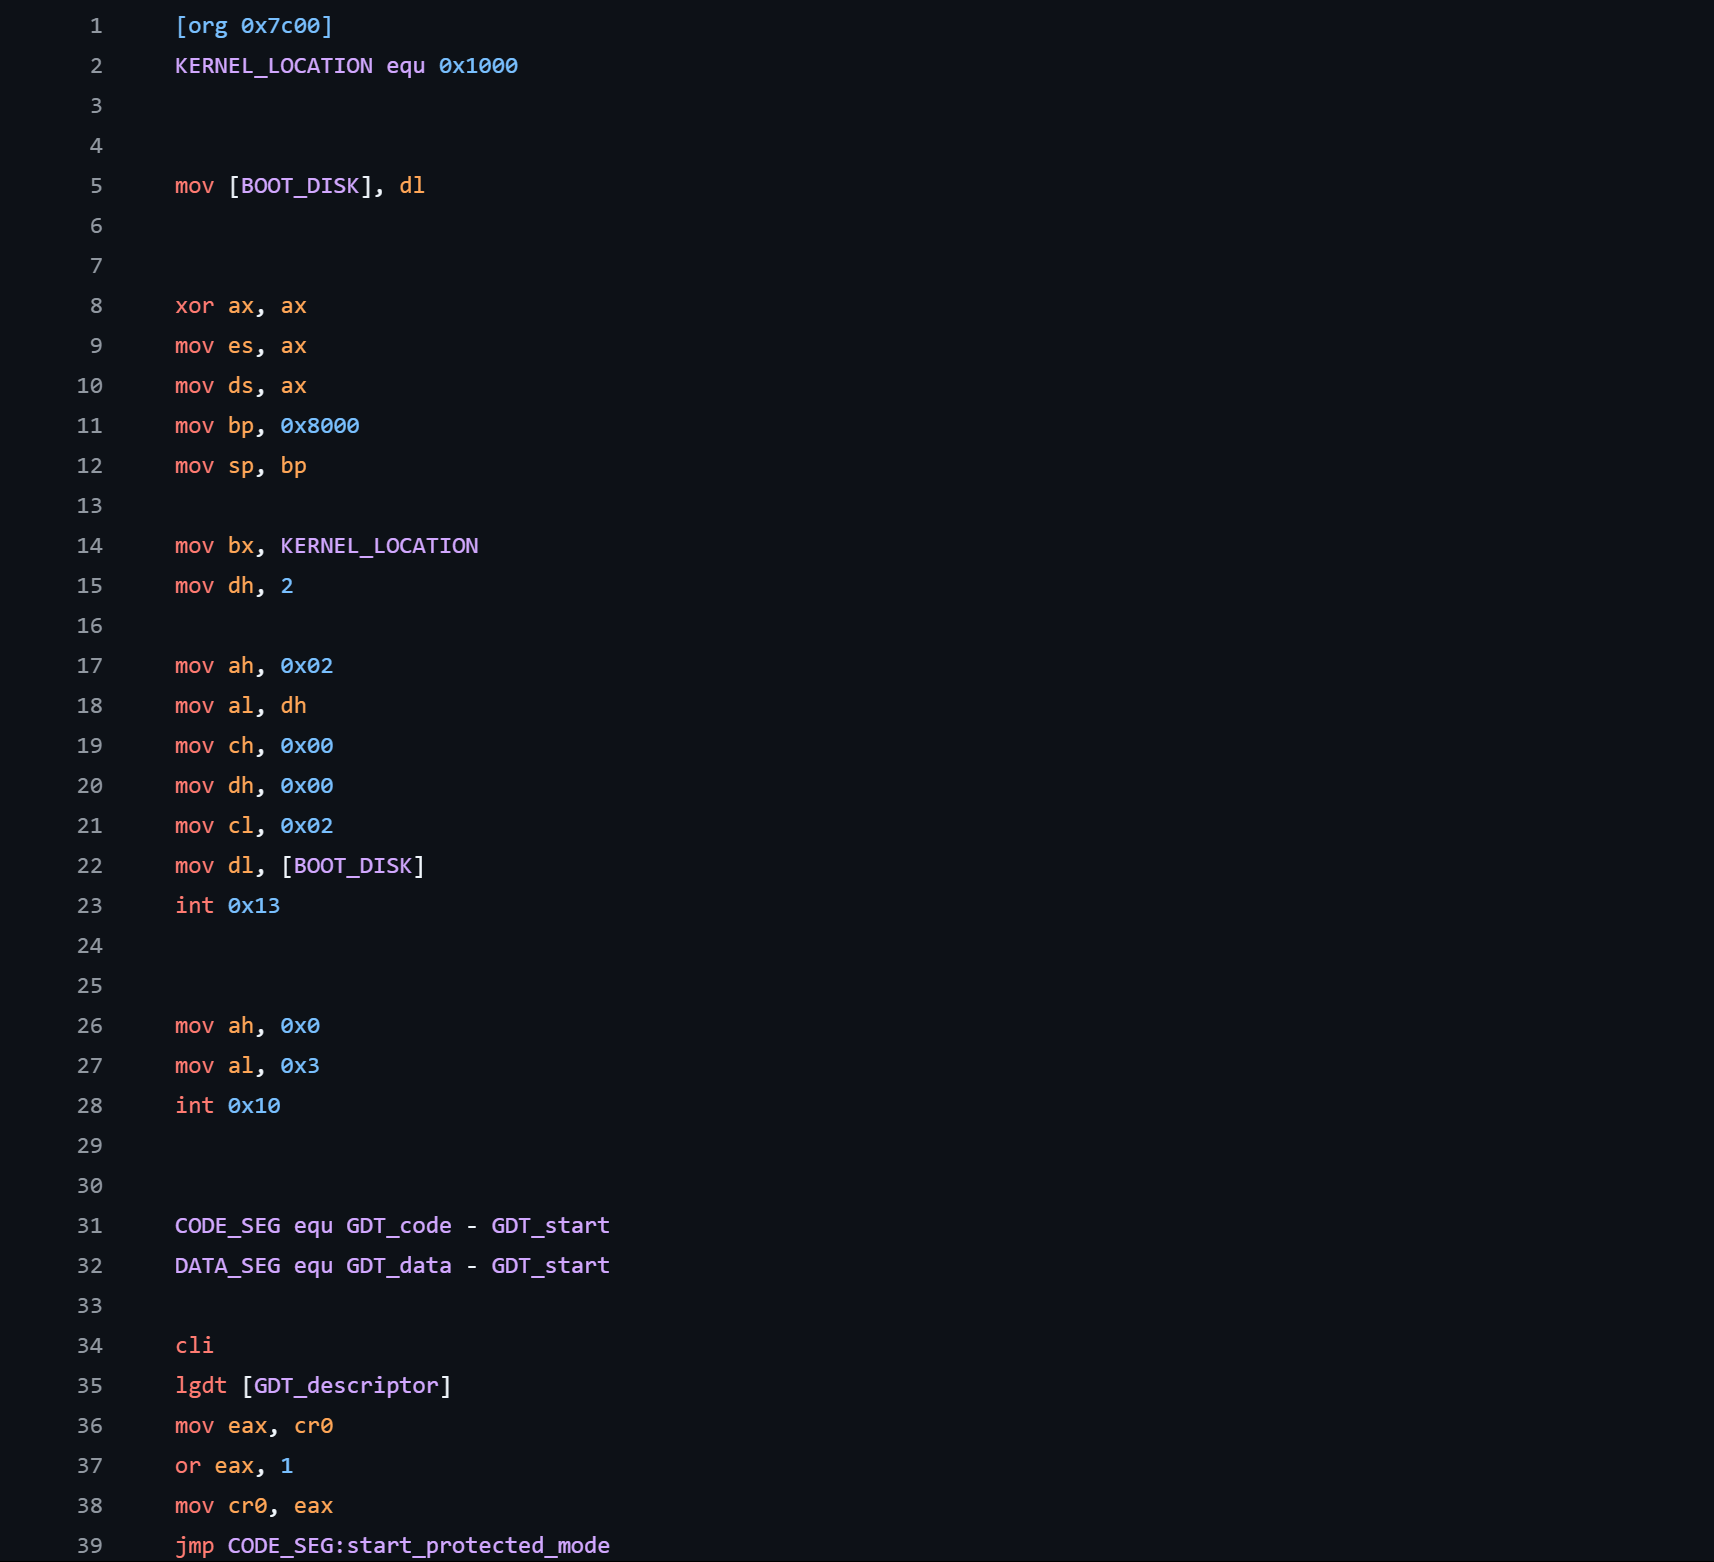 1 [org 0x7c00]
2 KERNEL_LOCATION equ 0x1000
3
4
5 mov [BOOT_DISK], dl
6
7
8 xor ax, ax
9 mov es, ax
10 mov ds, ax
11 mov bp, 0x8000
12 mov sp, bp
13
14 mov bx, KERNEL_LOCATION
15 mov dh, 2
16
17 mov ah, 0x02
18 mov al, dh
19 mov ch, 0x00
20 mov dh, 0x00
21 mov cl, 0x02
22 mov dl, [BOOT_DISK]
23 int 0x13
24
25
26 mov ah, 0x0
27 mov al, 0x3
28 int 0x10
29
30
31 CODE_SEG equ GDT_code - GDT_start
32 DATA_SEG equ GDT_data - GDT_start
33
34 cli
35 lgdt [GDT_descriptor]
36 mov eax, cr0
37 or eax, 1
38 mov cr0, eax
39 jmp CODE_SEG:start_protected_mode